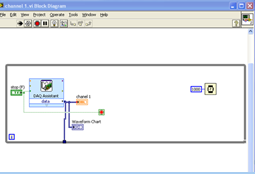 channel 1. vi Block Diagram
File Edit View Project Operate Tools Window Help
stop (F)
DAQ Assistant
data
chanel 1
Waveform Chart